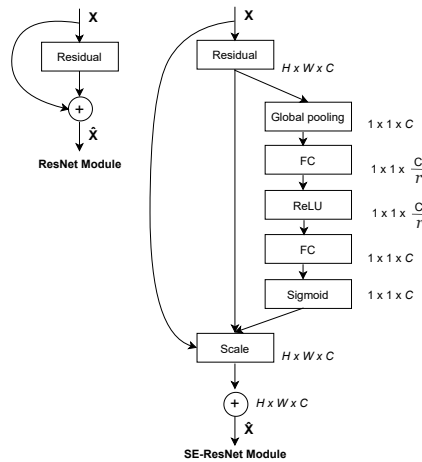 X
Residual
+
X̂
ResNet Module
X
Residual
H x W x C
Global pooling
1 x 1 x C
FC
1 x 1 x C/r
ReLU
1 x 1 x C/r
FC
1 x 1 x C
Sigmoid
1 x 1 x C
Scale
H x W x C
+
H x W x C
X̂
SE-ResNet Module